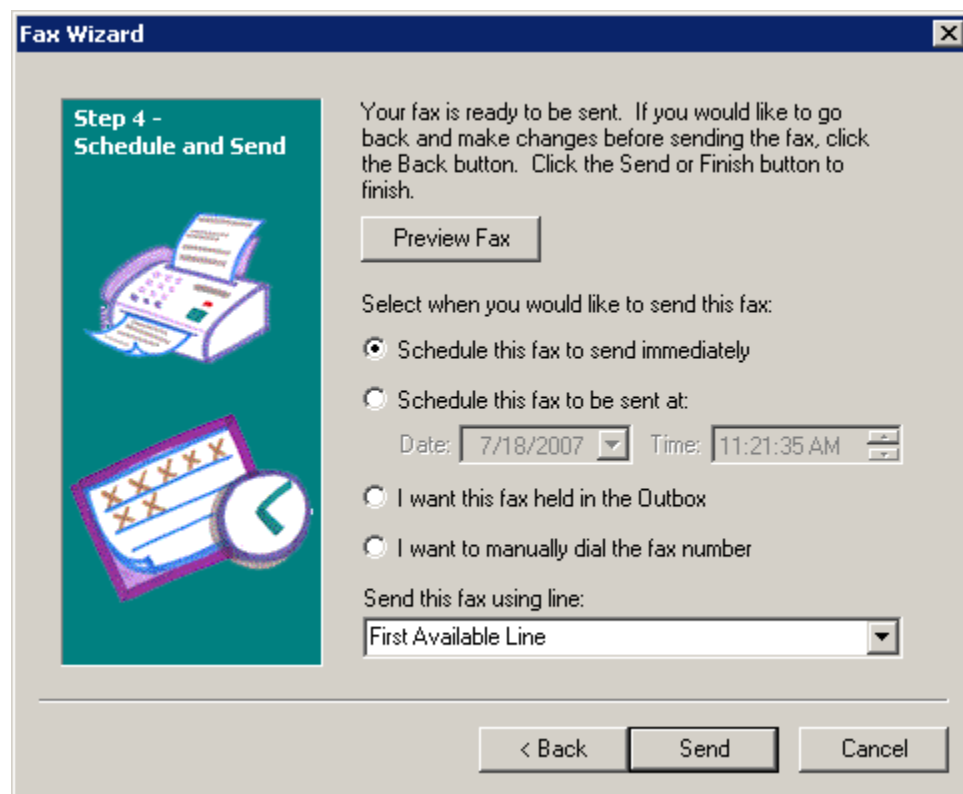 Fax Wizard
Step 4 -
Schedule and Send
Your fax is ready to be sent.  If you would like to go
back and make changes before sending the fax, click
the Back button.  Click the Send or Finish button to
finish.
Preview Fax
Select when you would like to send this fax:
Schedule this fax to send immediately
Schedule this fax to be sent at:
Date: 7/18/2007 Time: 11:21:35 AM
I want this fax held in the Outbox
I want to manually dial the fax number
Send this fax using line:
First Available Line
< Back Send Cancel